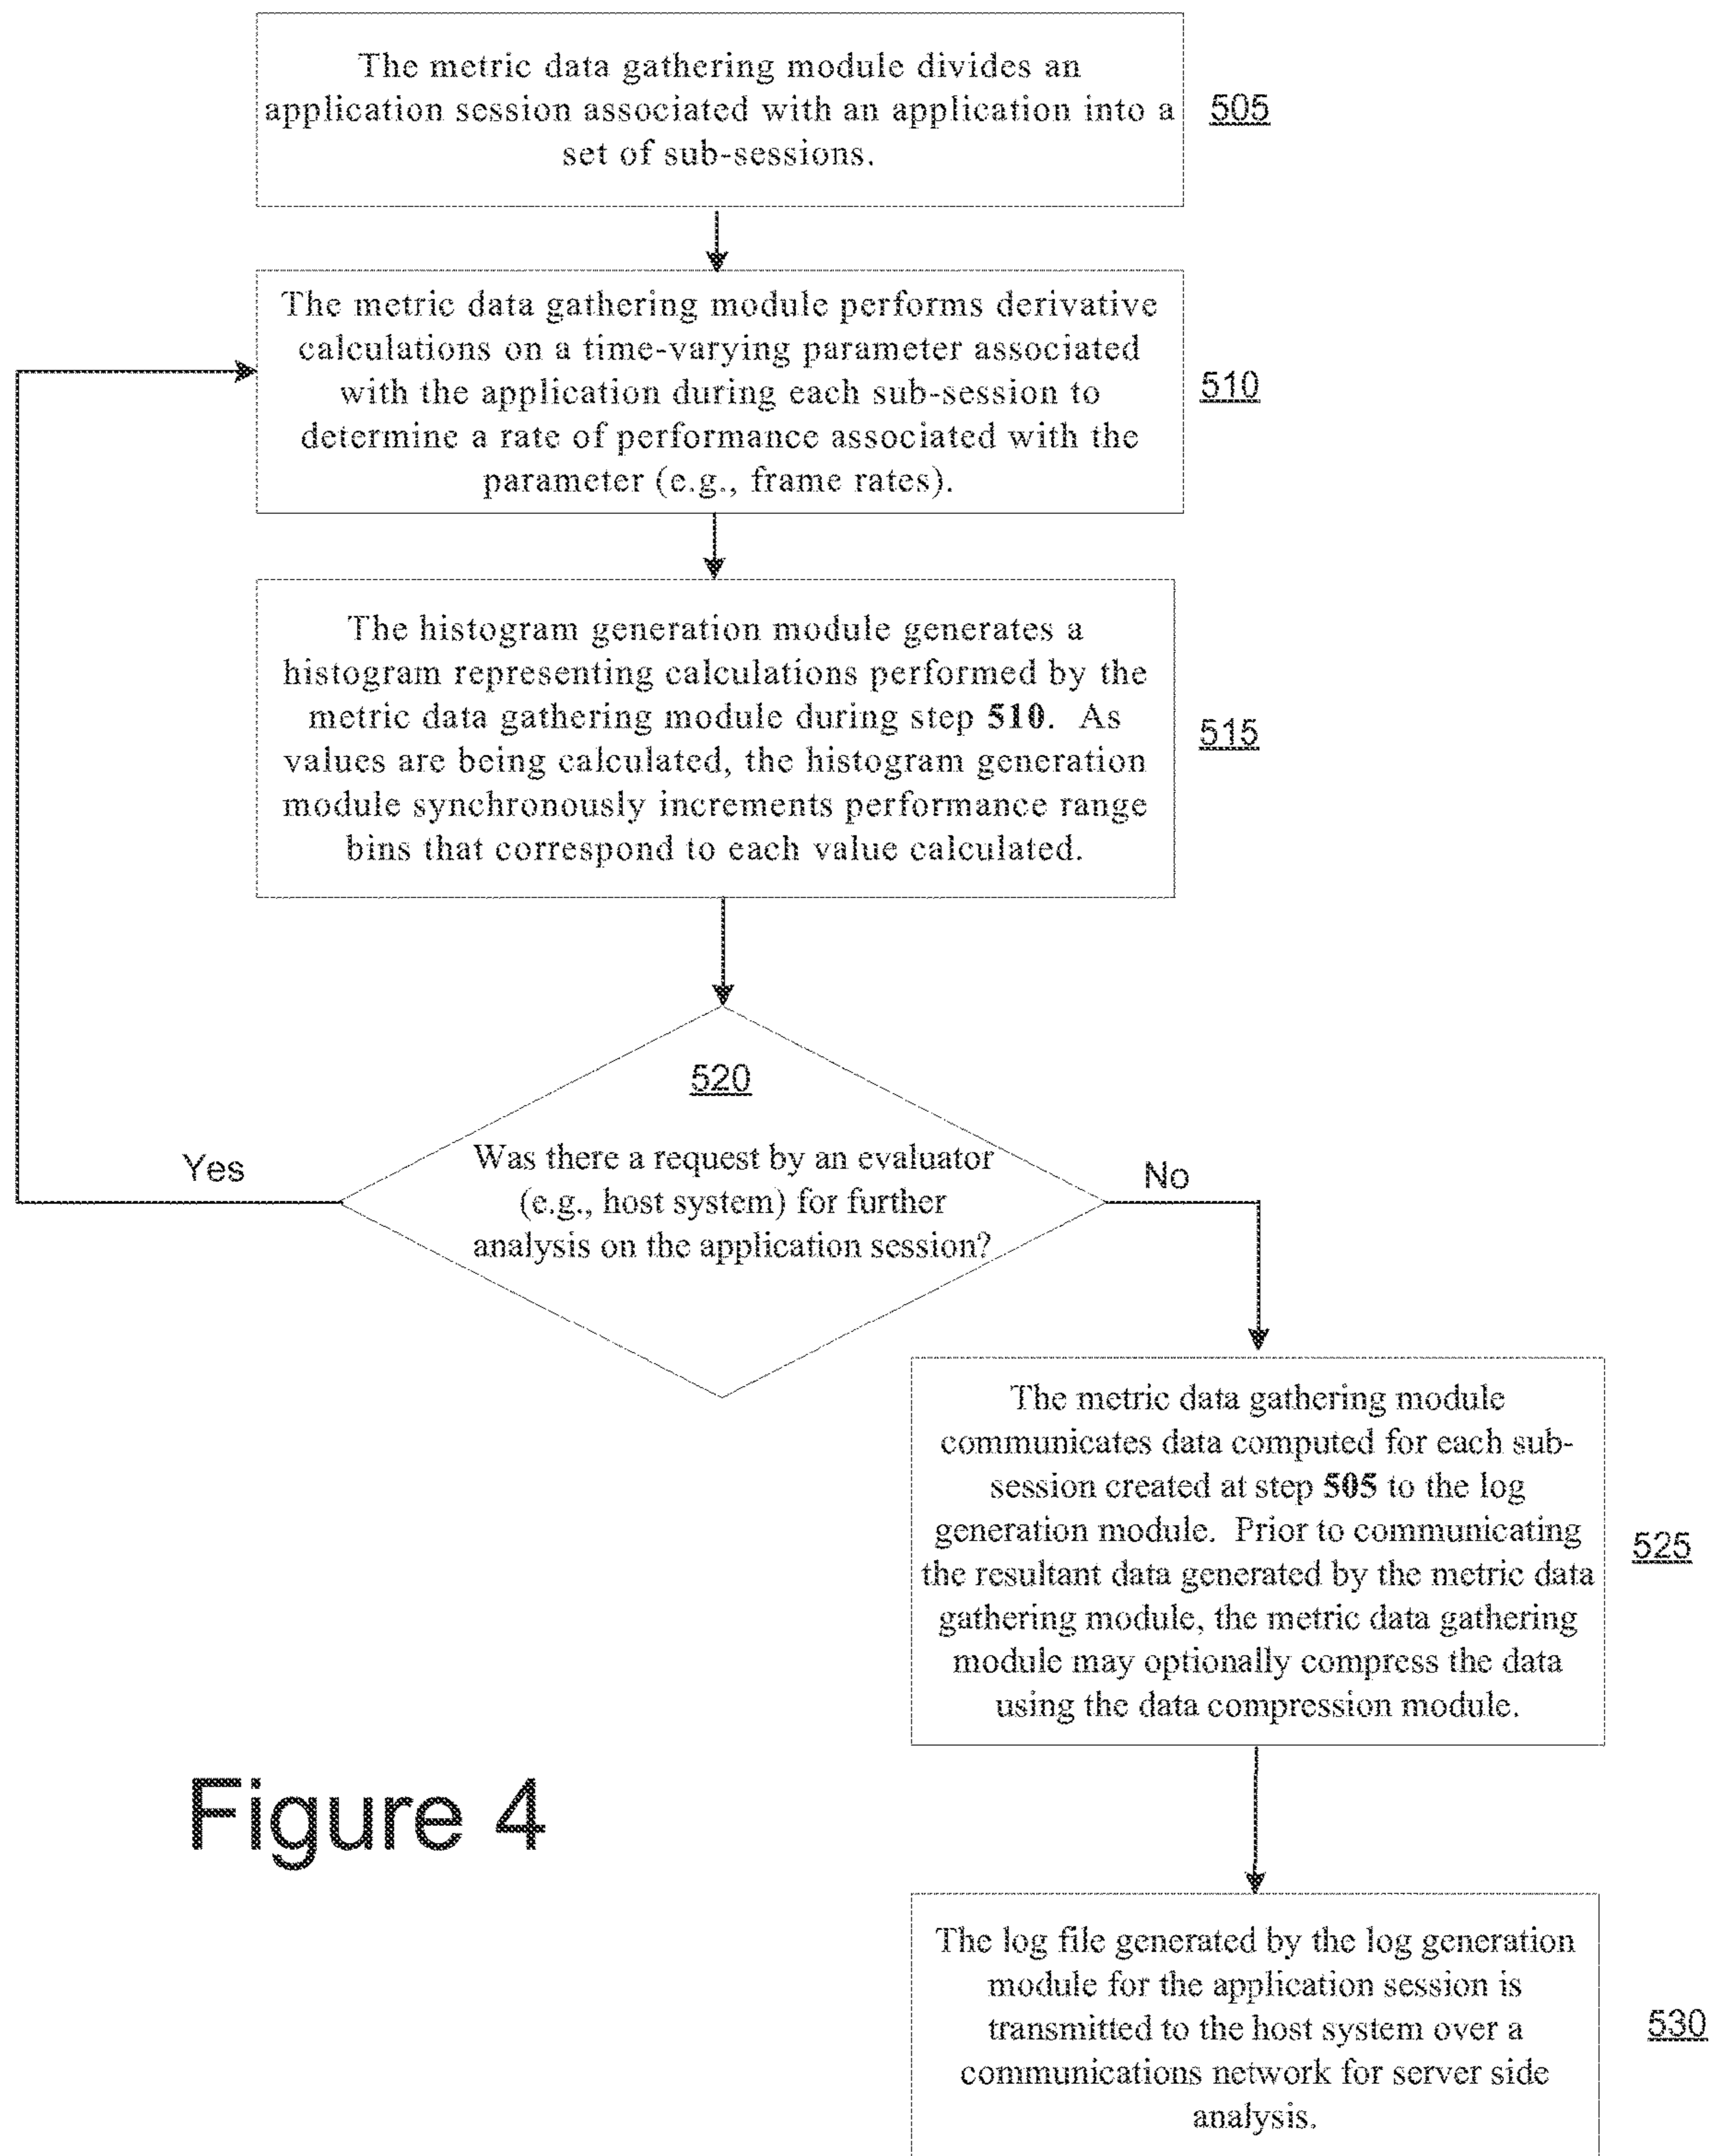 The metric data gathering module divides an
application session associated with an application into a
set of sub-sessions.
505
The metric data gathering module performs derivative
calculations on a time-varying parameter associated
with the application during each sub-session to
determine a rate of performance associated with the
parameter (e.g., frame rates).
510
The histogram generation module generates a
histogram representing calculations performed by the
metric data gathering module during step 510. As
values are being calculated, the histogram generation
module synchronously increments performance range
bins that correspond to each value calculated.
515
520
Was there a request by an evaluator
(e.g., host system) for further
analysis on the application session?
Yes
No
The metric data gathering module
communicates data computed for each sub-
session created at step 505 to the log
generation module. Prior to communicating
the resultant data generated by the metric data
gathering module, the metric data gathering
module may optionally compress the data
using the data compression module.
525
Figure 4
The log file generated by the log generation
module for the application session is
transmitted to the host system over a
communications network for server side
analysis.
530